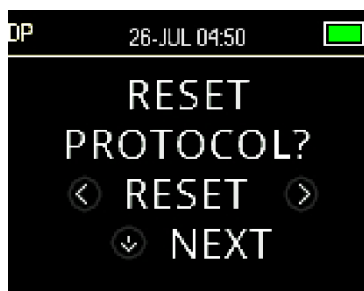 DP 26-JUL 04:50
RESET
PROTOCOL?
RESET
NEXT